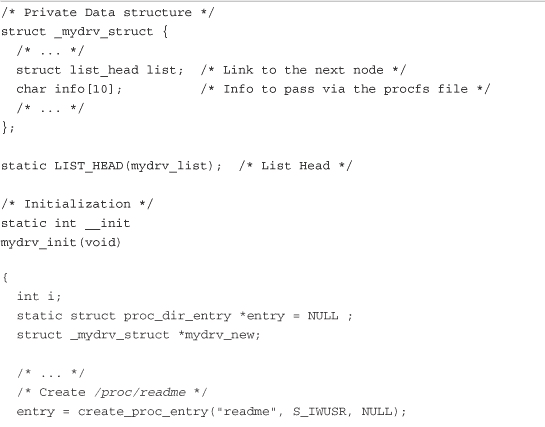 /* Private Data structure */
struct _mydrv_struct {
  /* ... */
  struct list_head list;  /* Link to the next node */
  char info[10];          /* Info to pass via the procfs file */
  /* ... */
};

static LIST_HEAD(mydrv_list);  /* List Head */

/* Initialization */
static int __init
mydrv_init(void)

{
  int i;
  static struct proc_dir_entry *entry = NULL ;
  struct _mydrv_struct *mydrv_new;

  /* ... */
  /* Create /proc/readme */
  entry = create_proc_entry("readme", S_IWUSR, NULL);